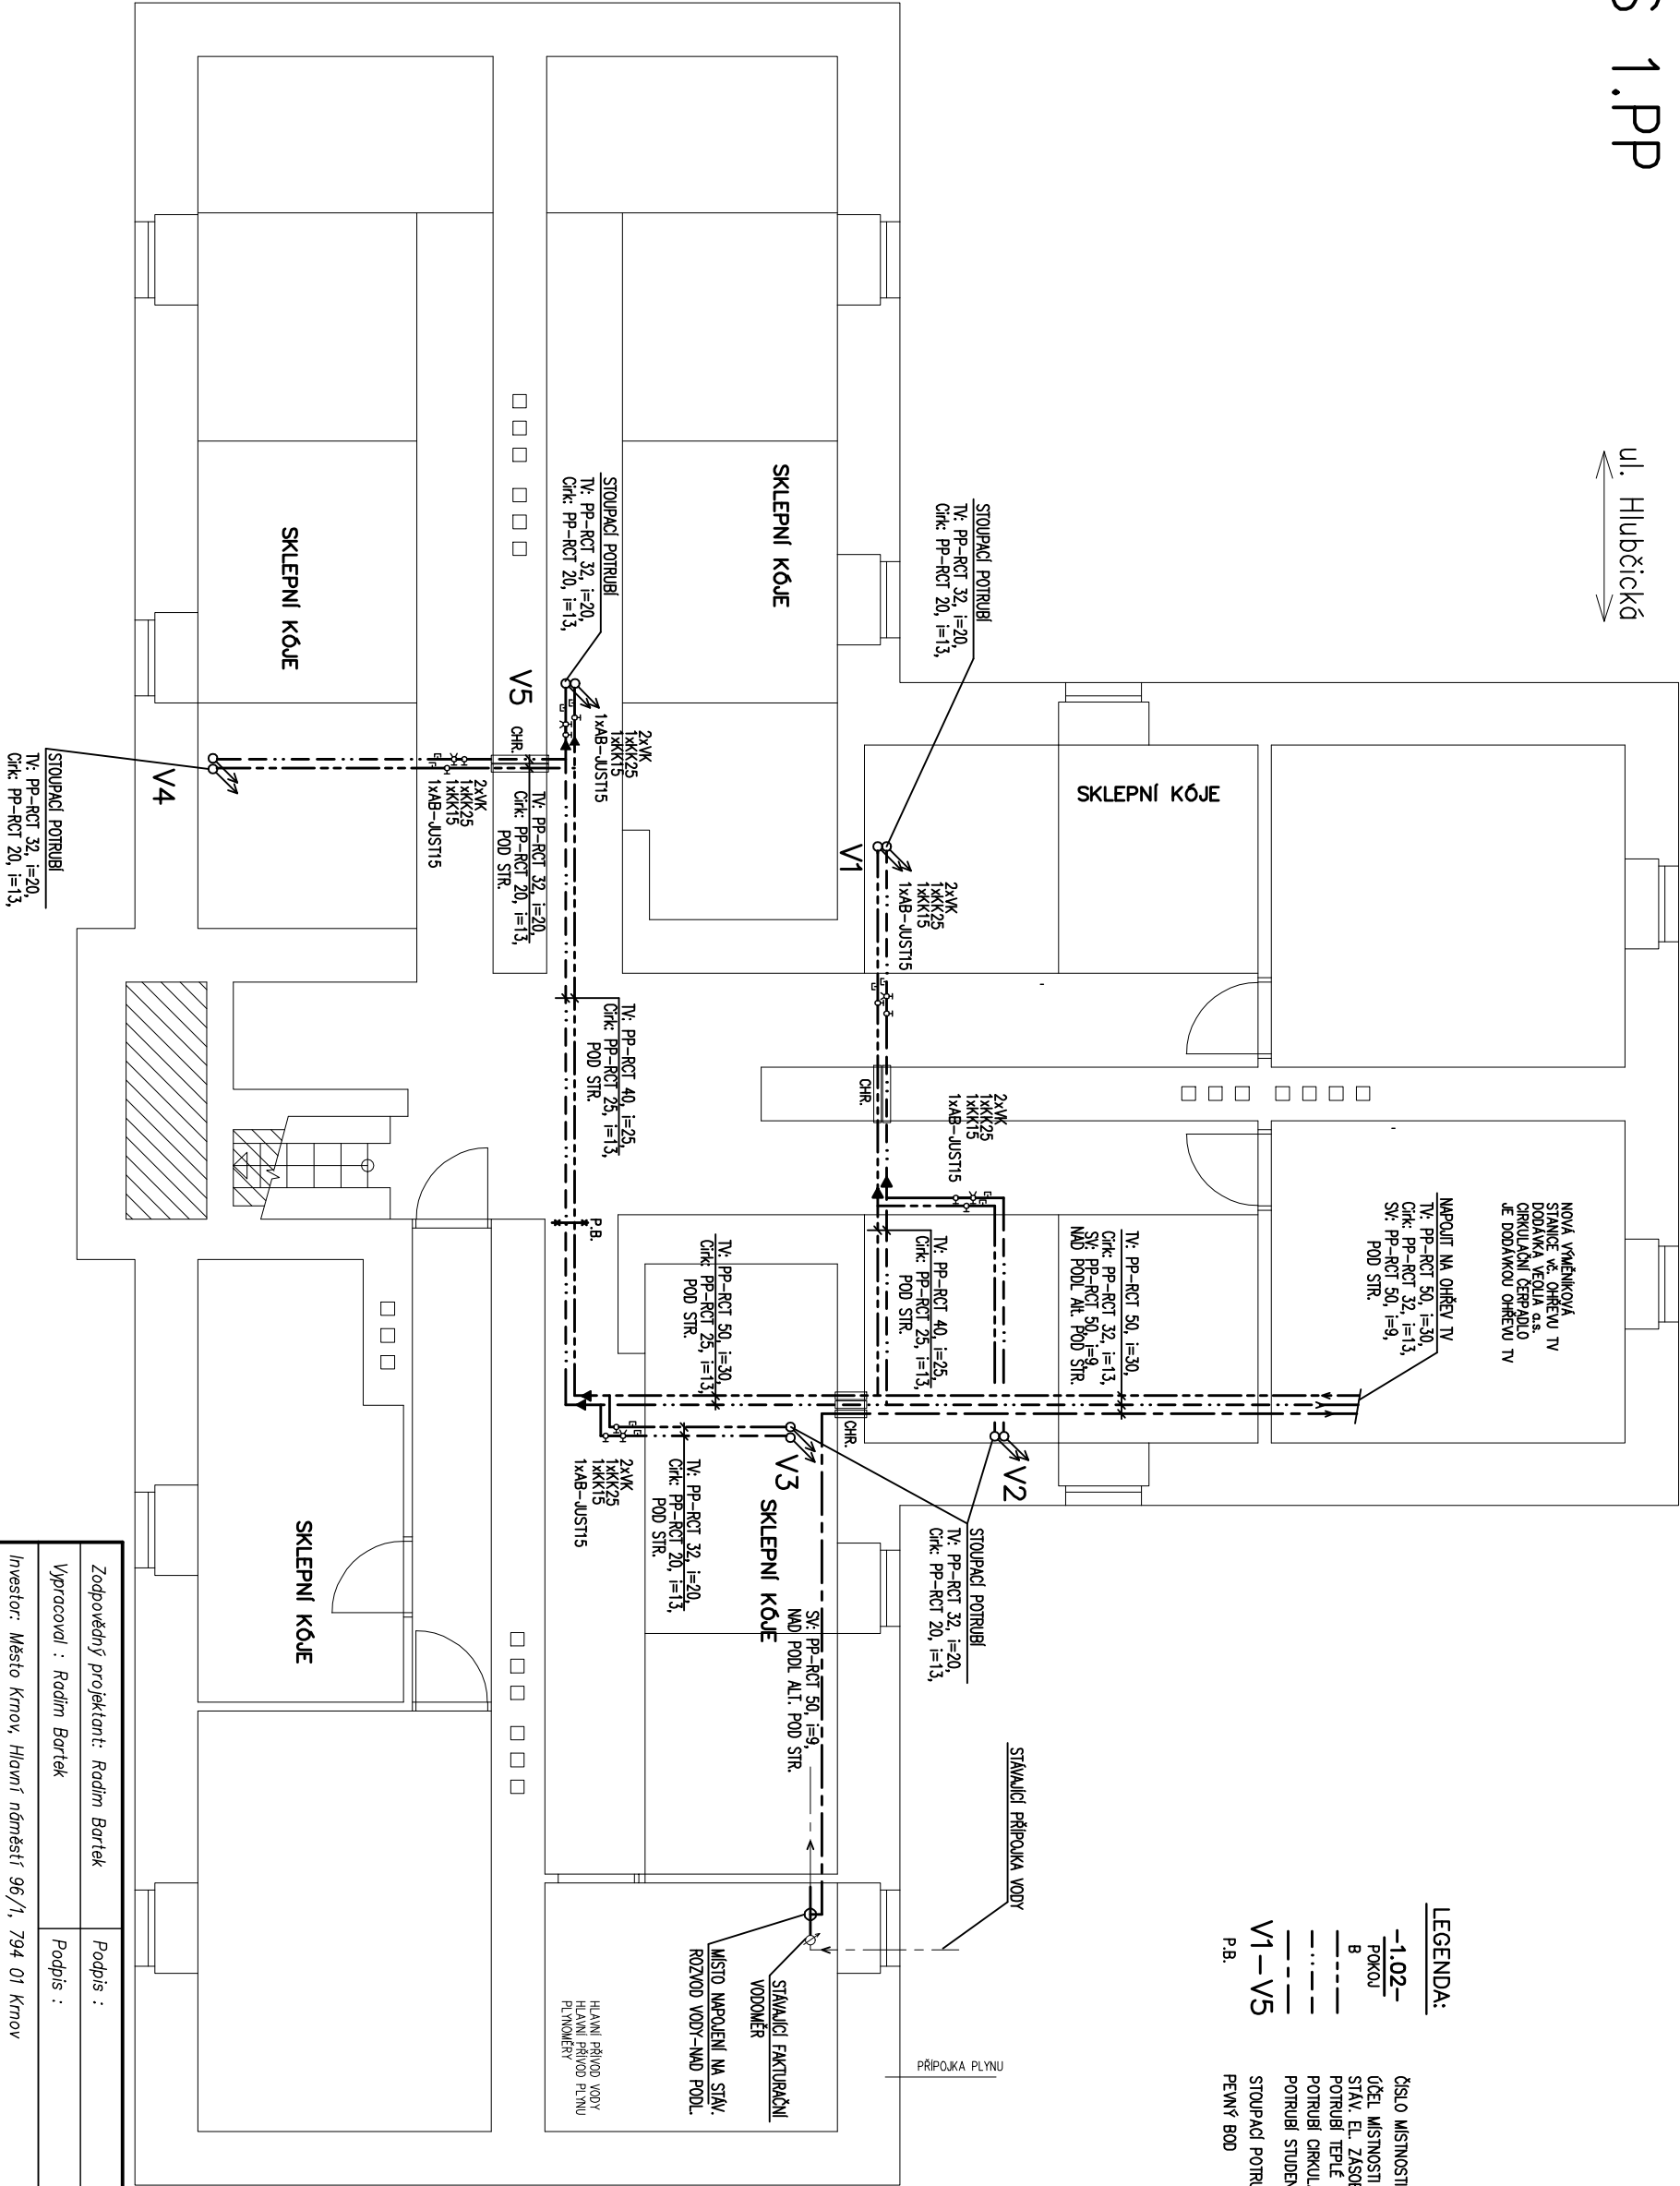 1.PP
ul. Hlubčická
NOVÁ VÝMĚNÍKOVÁ
STANICE vč. OHŘEVU TV
DODÁVKA VEOLIA a.s.
CIRKULAČNÍ ČERPADLO
JE DODÁVKOU OHŘEVU TV
NAPOJIT NA OHŘEV TV
TV: PP-RCT 50, i=30,
Cirk: PP-RCT 32, i=13,
SV: PP-RCT 50, i=9,
POD STR.
SKLEPNÍ KÓJE
STOUPACÍ POTRUBÍ
TV: PP-RCT 32, i=20,
Cirk: PP-RCT 20, i=13,
V1
2xVK
1xKK25
1xKK15
1xAB-JUST15
CHR.
2xVK
1xKK25
1xKK15
1xAB-JUST15
TV: PP-RCT 50, i=30,
Cirk: PP-RCT 32, i=13,
SV: PP-RCT 50, i=9,
NAD PODL Alt. POD STR.
TV: PP-RCT 40, i=25,
Cirk: PP-RCT 25, i=13,
POD STR.
V2
CHR.
STOUPACÍ POTRUBÍ
TV: PP-RCT 32, i=20,
Cirk: PP-RCT 20, i=13,
SKLEPNÍ KÓJE
STOUPACÍ POTRUBÍ
TV: PP-RCT 32, i=20,
Cirk: PP-RCT 20, i=13,
V5
2xVK
1xKK25
1xKK15
1xAB-JUST15
CHR.
TV: PP-RCT 32, i=20,
Cirk: PP-RCT 20, i=13,
POD STR.
TV: PP-RCT 40, i=25,
Cirk: PP-RCT 25, i=13,
POD STR.
P.B.
TV: PP-RCT 50, i=30,
Cirk: PP-RCT 25, i=13,
POD STR.
V3
TV: PP-RCT 32, i=20,
Cirk: PP-RCT 20, i=13,
POD STR.
2xVK
1xKK25
1xKK15
1xAB-JUST15
SKLEPNÍ KÓJE
SV: PP-RCT 50, i=9,
NAD PODL ALT. POD STR.
STÁVAJÍCÍ PŘÍPOJKA VODY
STÁVAJÍCÍ FAKTURAČNÍ
VODOMĚR
MÍSTO NAPOJENÍ NA STÁV.
ROZVOD VODY-NAD PODL.
HLAVNÍ PŘÍVOD VODY
HLAVNÍ PŘÍVOD PLYNU
PLYNOMĚRY
PŘÍPOJKA PLYNU
SKLEPNÍ KÓJE
V4
2xVK
1xKK25
1xKK15
1xAB-JUST15
STOUPACÍ POTRUBÍ
TV: PP-RCT 32, i=20,
Cirk: PP-RCT 20, i=13,
SKLEPNÍ KÓJE
LEGENDA:
-1.02- ČÍSLO MÍSTNOSTI
POKOJ ÚČEL MÍSTNOSTI
B STÁV. EL.
POTRUBÍ TEPLÉ
POTRUBÍ
POTRUBÍ
V1-V5 STOUPACÍ
P.B. PEVNÝ BOD
Zodpovědný projektant: Radim Bartek Podpis :
Vypracoval : Radim Bartek Podpis :
Investor: Město Krnov, Hlavní náměstí 96/1, 794 01 Krnov